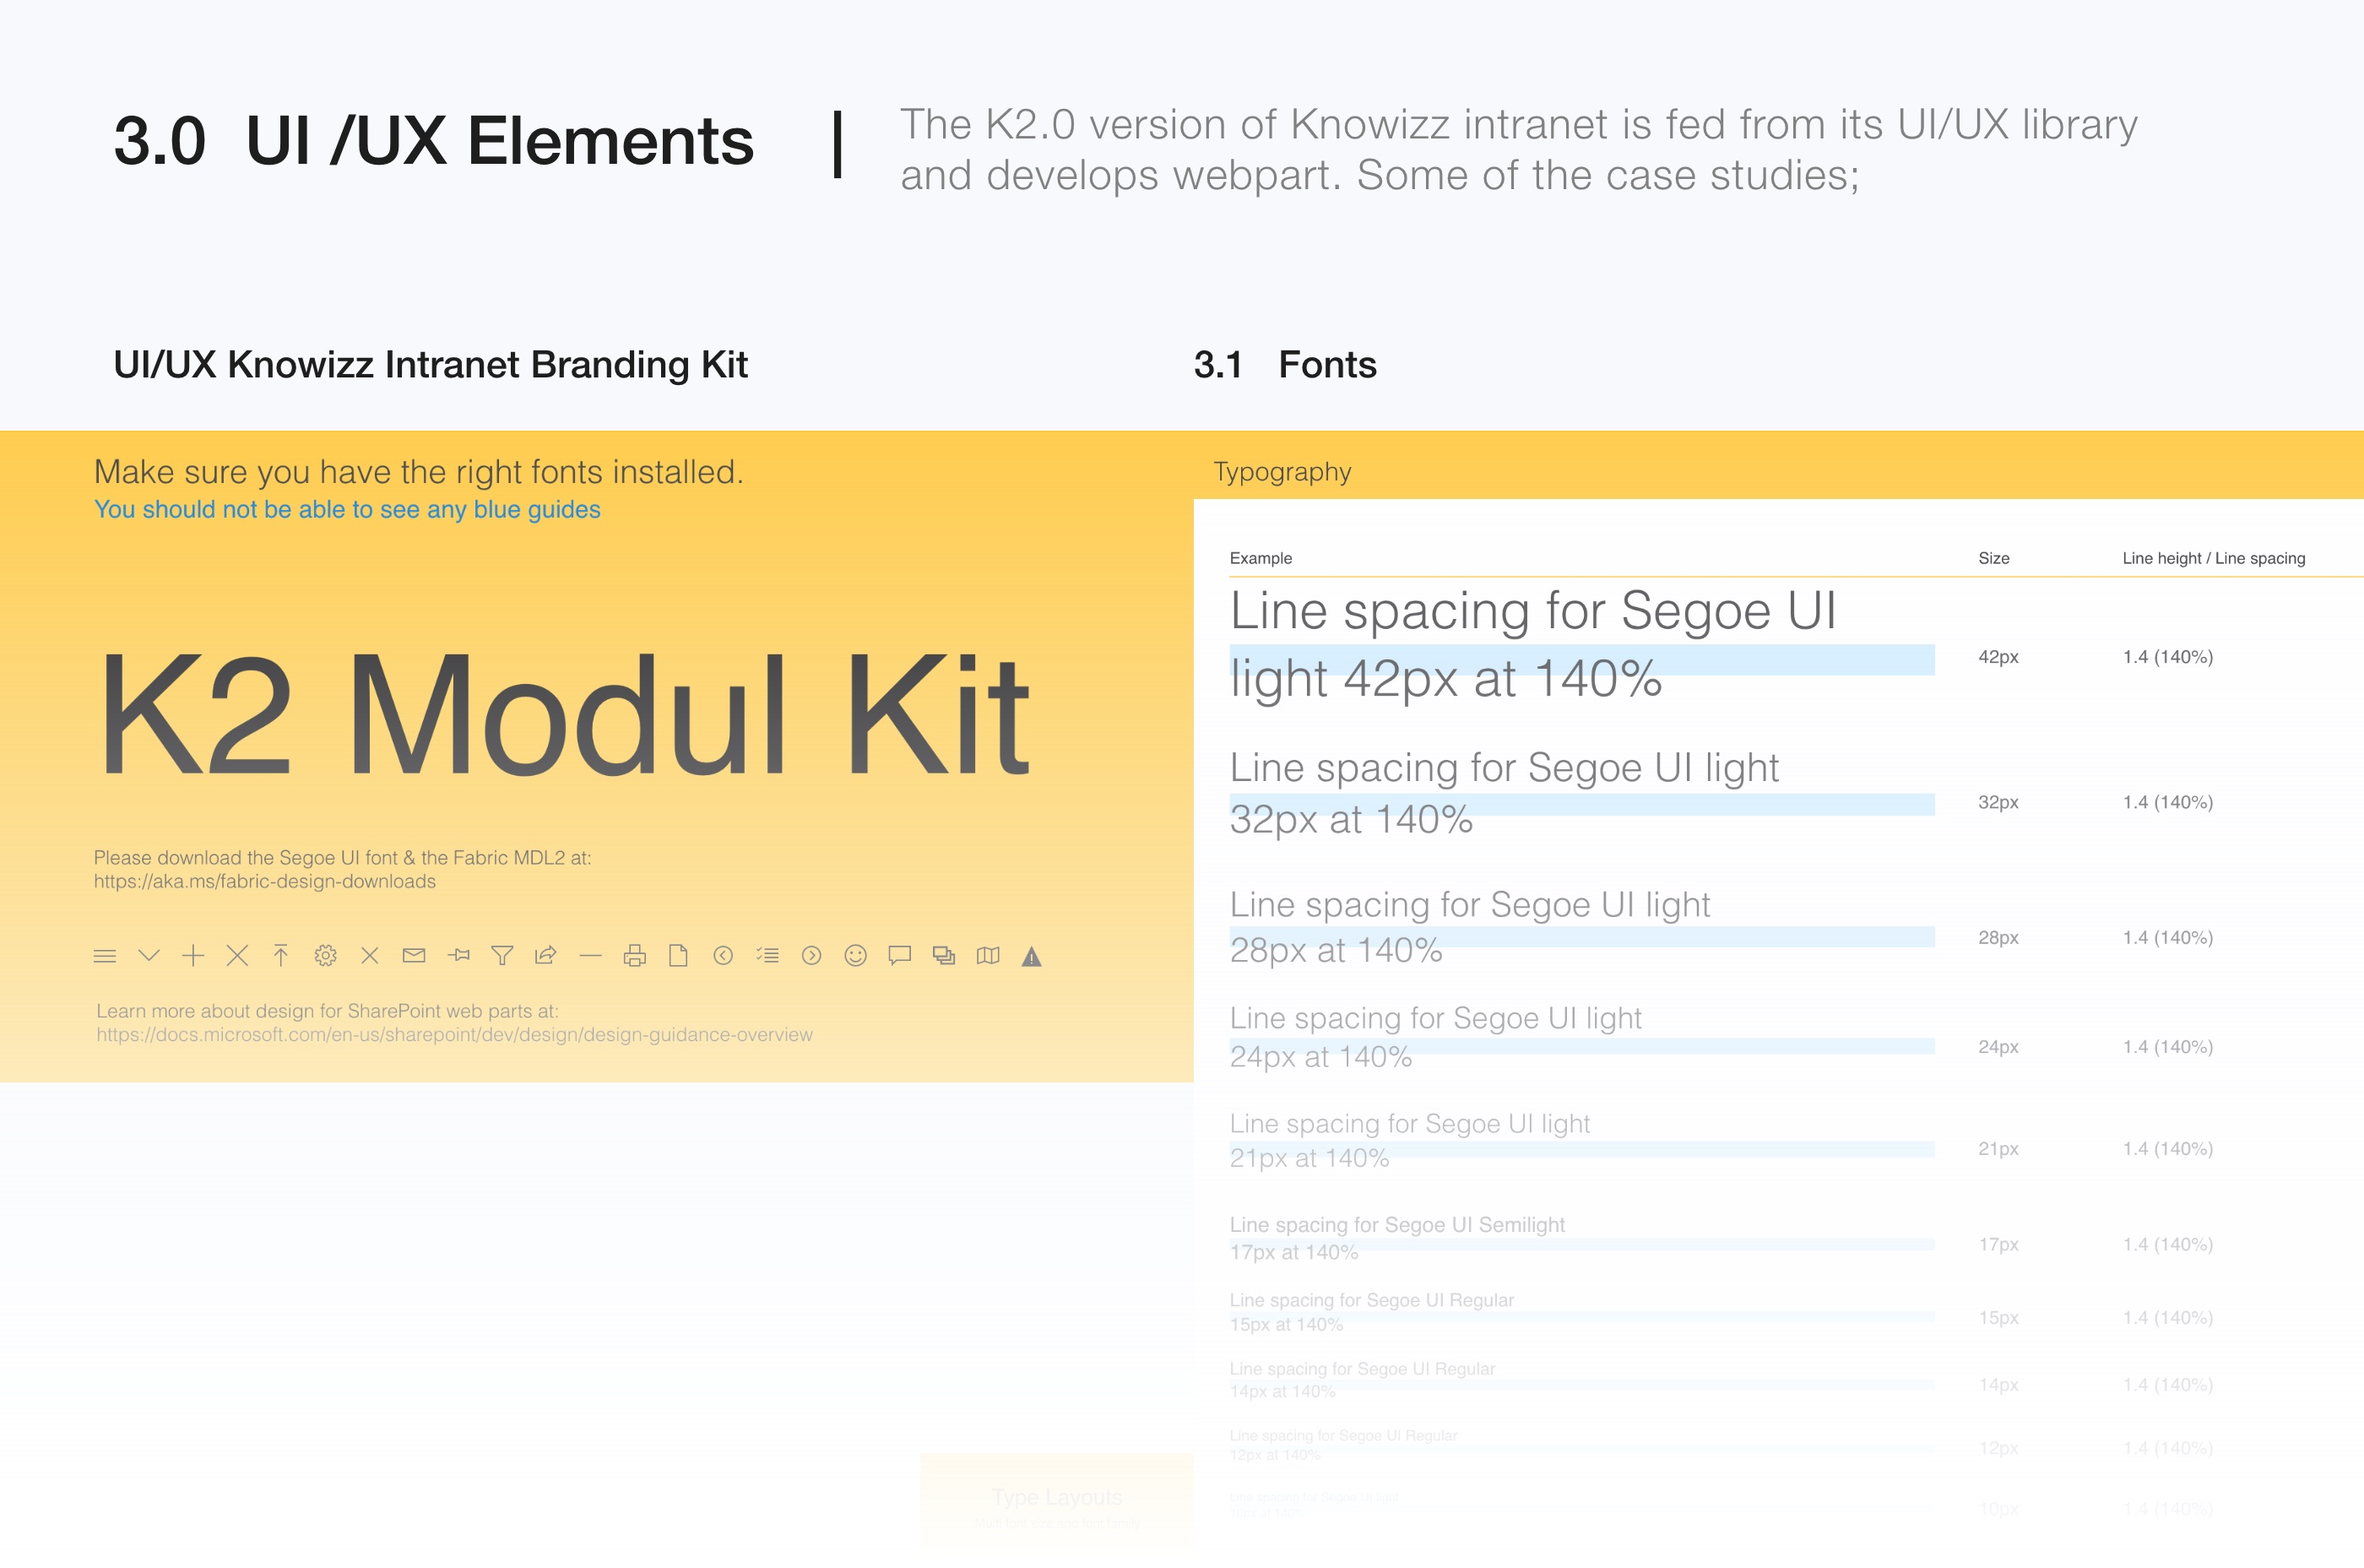 3.0 UI /UX Elements
The K2.0 version of Knowizz intranet is fed from its UI/UX library
and develops webpart. Some of the case studies;
UI/UX Knowizz Intranet Branding Kit
3.1 Fonts
Make sure you have the right fonts installed.
You should not be able to see any blue guides
K2 Modul Kit
Please download the Segoe UI font & the Fabric MDL2 at:
https://aka.ms/fabric-design-downloads
Learn more about design for SharePoint web parts at:
https://docs.microsoft.com/en-us/sharepoint/dev/design/design-guidance-overview
Typography
Example Size Line height / Line spacing
Line spacing for Segoe UI
light 42px at 140%
42px 1.4 (140%)
Line spacing for Segoe UI light
32px at 140%
32px 1.4 (140%)
Line spacing for Segoe UI light
28px at 140%
28px 1.4 (140%)
Line spacing for Segoe UI light
24px at 140%
24px 1.4 (140%)
Line spacing for Segoe UI light
21px at 140%
21px 1.4 (140%)
Line spacing for Segoe UI Semilight
17px at 140%
17px 1.4 (140%)
Line spacing for Segoe UI Regular
15px at 140%
15px 1.4 (140%)
Line spacing for Segoe UI Regular
14px at 140%
14px 1.4 (140%)
Line spacing for Segoe UI Regular
12px at 140%
12px 1.4 (140%)
Line spacing for Segoe UI
10px 1.4 (140%)
Type Layouts